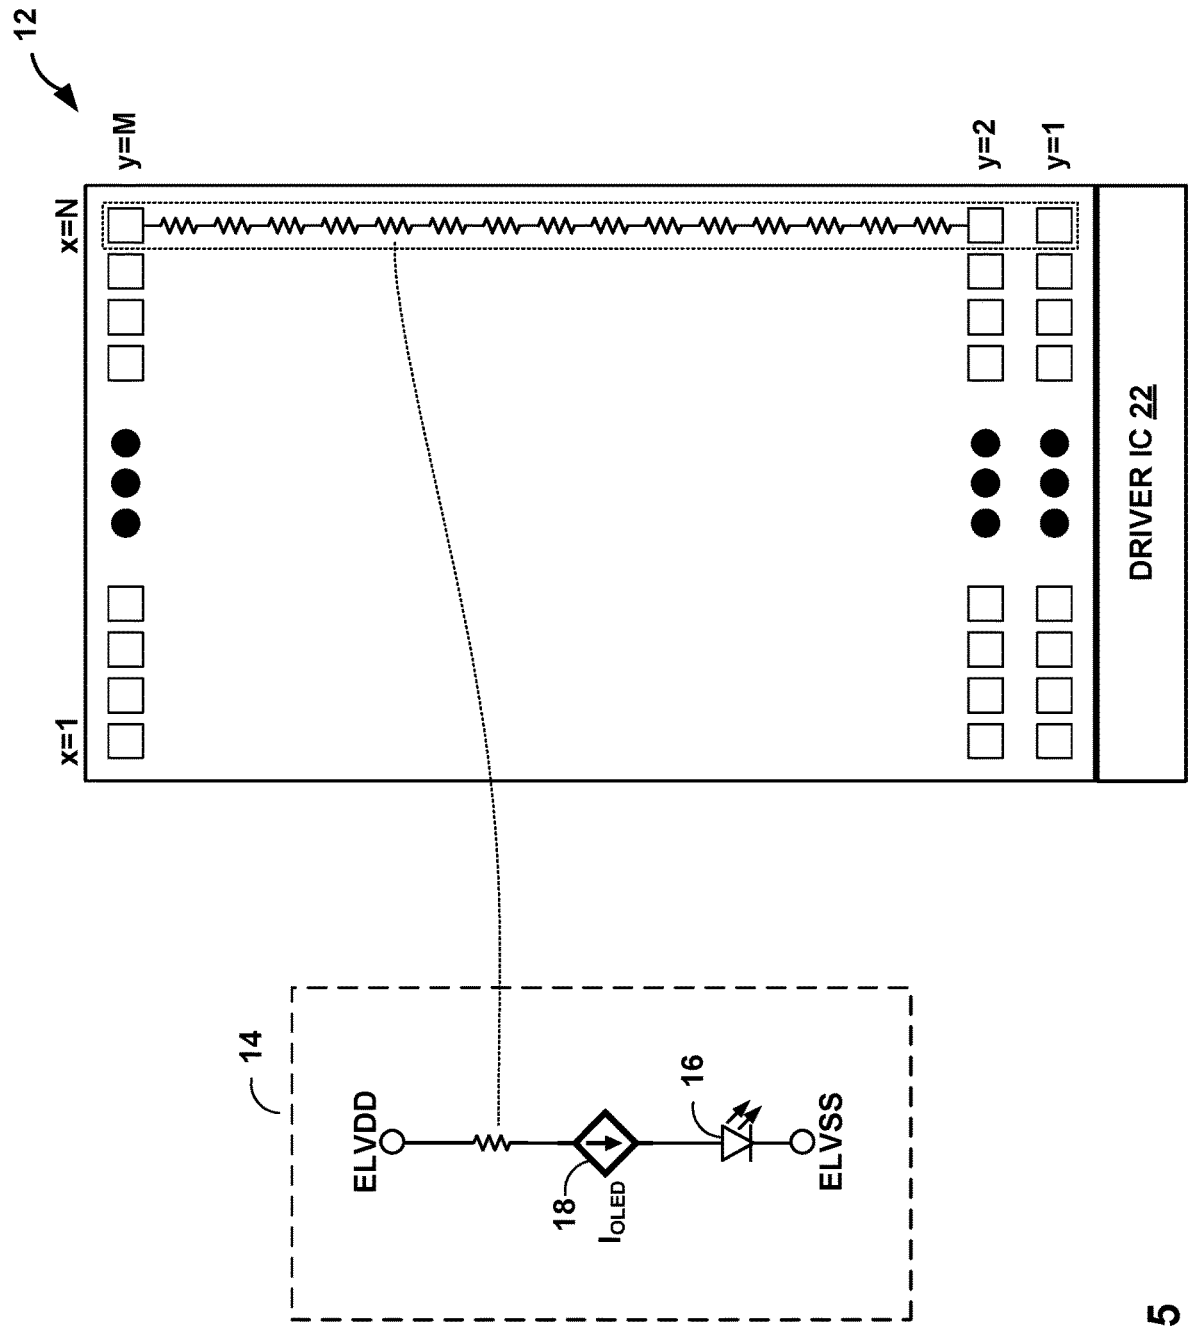 12
x=1
x=N
y=M
y=2
y=1
DRIVER IC 22
14
ELVDD
18
IOLED
16
ELVSS
5